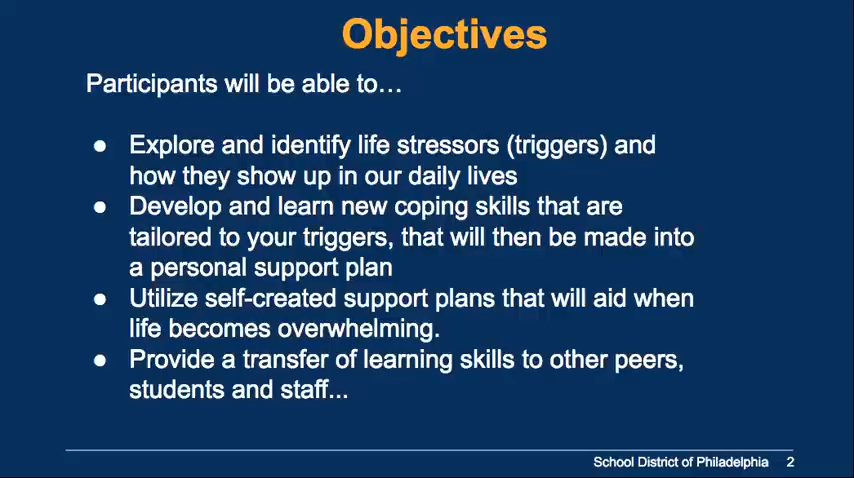 Objectives
Participants will be able to…
● Explore and identify life stressors (triggers) and
how they show up in our daily lives
● Develop and learn new coping skills that are
tailored to your triggers, that will then be made into
a personal support plan
● Utilize self-created support plans that will aid when
life becomes overwhelming.
● Provide a transfer of learning skills to other peers,
students and staff...
School District of Philadelphia 2